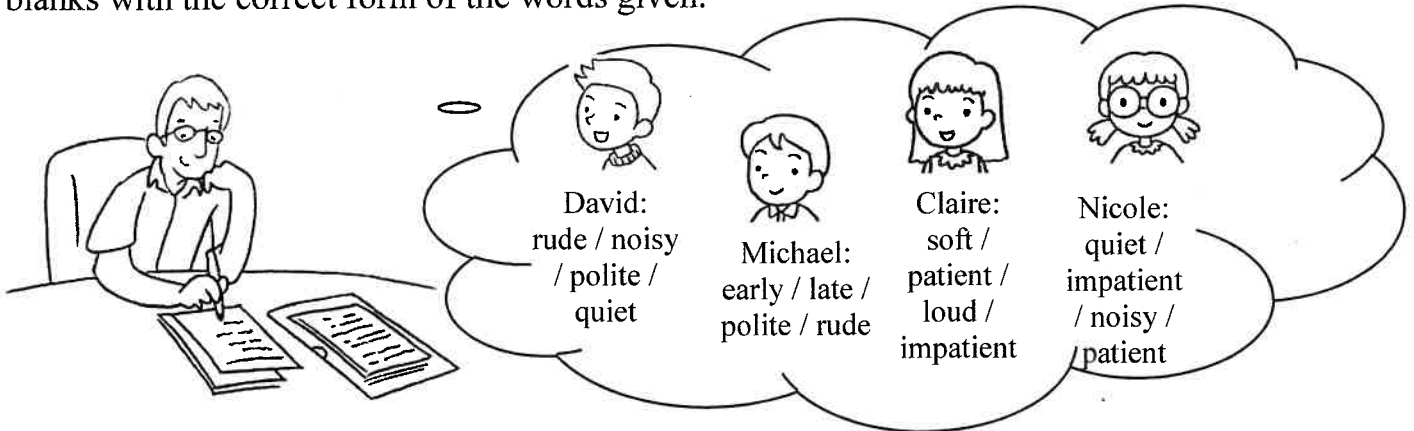 blanks with the correct form of the words given.
David:
rude / noisy
/ polite /
quiet
Michael:
early / late /
polite / rude
Claire:
soft /
patient /
loud /
impatient
Nicole:
quiet /
impatient
/ noisy /
patient